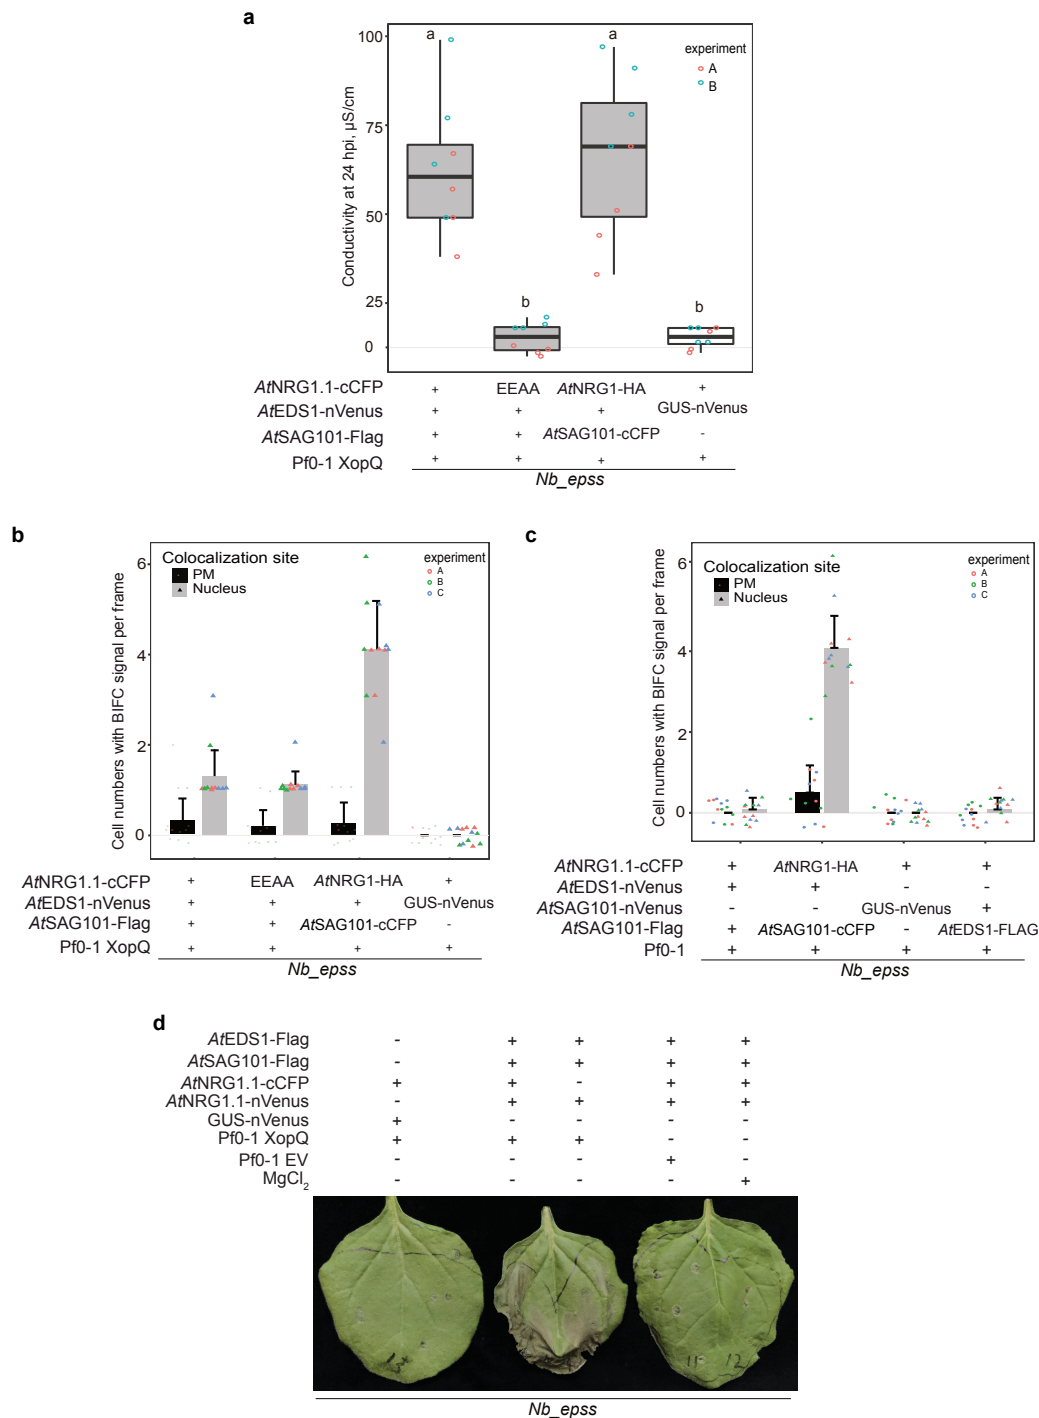 a
100
75
50
25
0
Conductivity at 24 hpi, µS/cm
a
b
a
b
experiment
A
B
AtNRG1.1-cCFP + EEAA AtNRG1-HA +
AtEDS1-nVenus + + + GUS-nVenus
AtSAG101-Flag + + AtSAG101-cCFP -
Pf0-1 XopQ + + + +
Nb_epss
b
Cell numbers with BIFC signal per frame
6
4
2
0
Colocalization site
PM
Nucleus
experiment
A
B
C
AtNRG1.1-cCFP + EEAA AtNRG1-HA +
AtEDS1-nVenus + + + GUS-nVenus
AtSAG101-Flag + + AtSAG101-cCFP -
Pf0-1 XopQ + + + +
Nb_epss
c
Cell numbers with BIFC signal per frame
6
4
2
0
Colocalization site
PM
Nucleus
experiment
A
B
C
AtNRG1.1-cCFP + AtNRG1-HA + +
AtEDS1-nVenus + + - -
AtSAG101-nVenus - - GUS-nVenus +
AtSAG101-Flag + AtSAG101-cCFP - AtEDS1-FLAG
Pf0-1 + + + +
Nb_epss
d
AtEDS1-Flag - + + + +
AtSAG101-Flag - + + + +
AtNRG1.1-cCFP + + - + +
AtNRG1.1-nVenus - + + + +
GUS-nVenus + - - - -
Pf0-1 XopQ + + + - -
Pf0-1 EV - - - + -
MgCl₂ - - - - +
11 12
Nb_epss